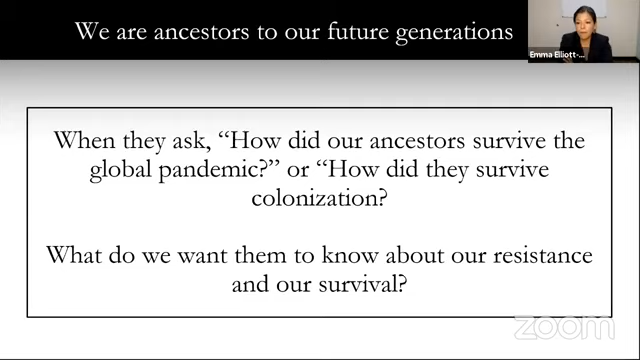 We are ancestors to our future generations
Emma Elliott-...
When they ask, “How did our ancestors survive the
global pandemic?” or “How did they survive
colonization?
What do we want them to know about our resistance
and our survival?
zoom